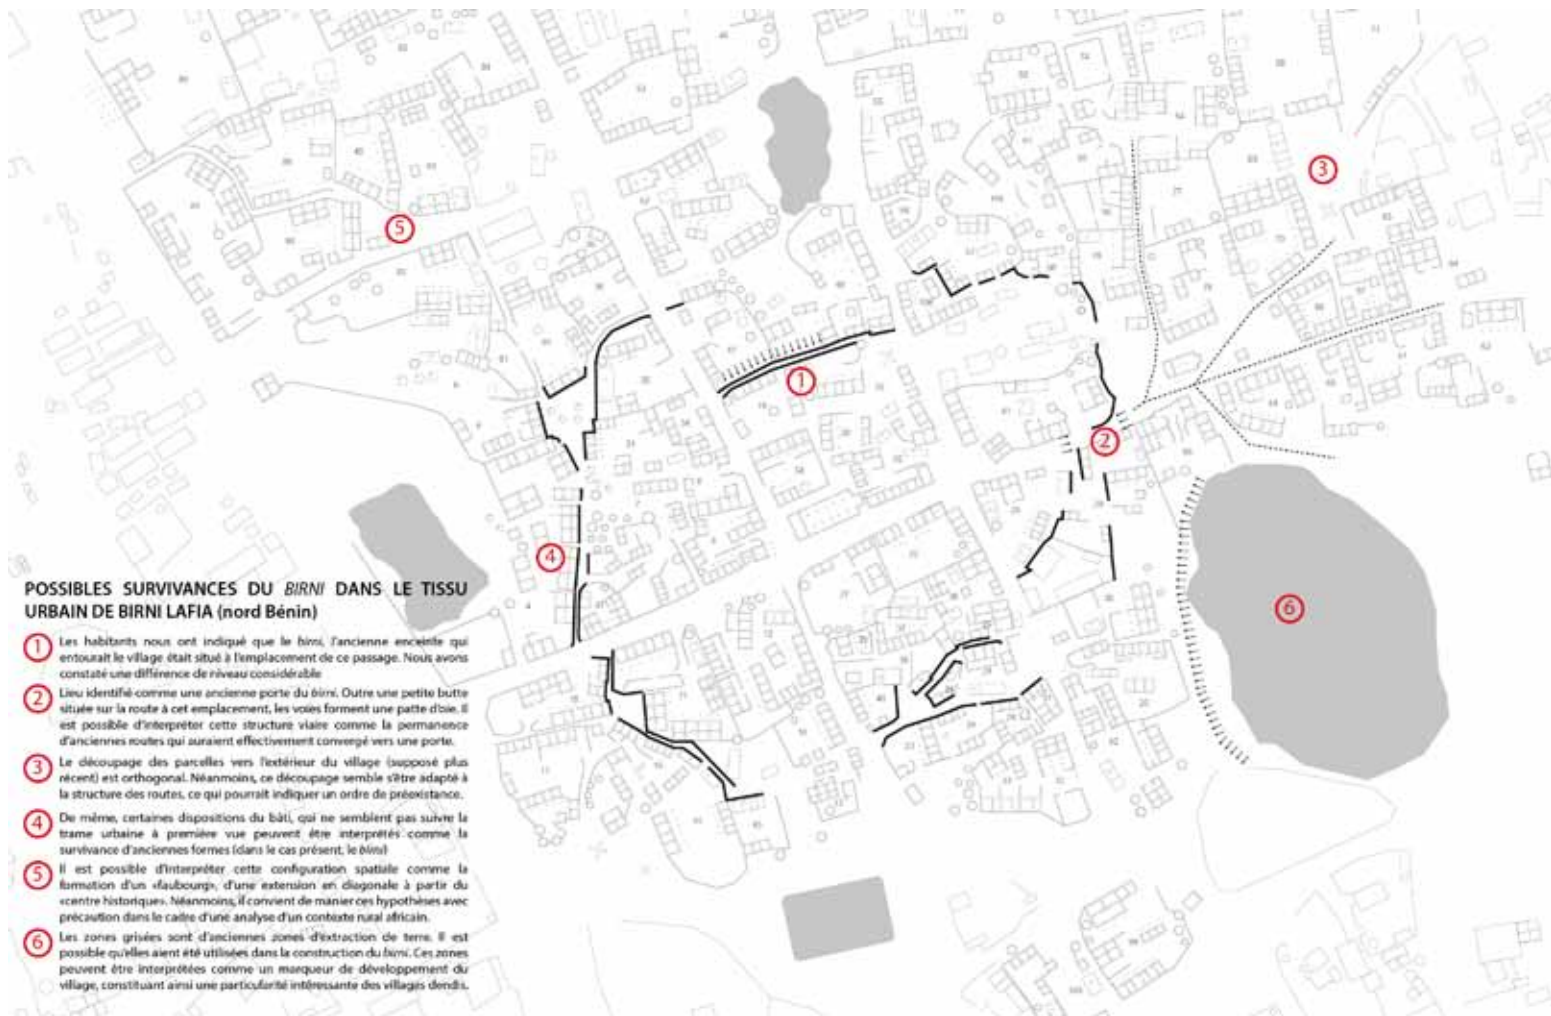 POSSIBLES SURVIVANCES DU BIRNI DANS LE TISSU
URBAIN DE BIRNI LAFIA (nord Bénin)
1 Les habitants nous ont indiqué que le birni, l'ancienne enceinte qui
entourait le village était situé à l'emplacement de ce passage. Nous avons
constaté une différence de niveau considérable
2 Lieu identifié comme une ancienne porte du birni. Outre une petite butte
située sur la route à cet emplacement, les voies forment une patte d'oie. Il
est possible d'interpréter cette structure viaire comme la permanence
d'anciennes routes qui auraient effectivement convergé vers une porte.
3 Le découpage des parcelles vers l'extérieur du village (supposé plus
récent) est orthogonal. Néanmoins, ce découpage semble s'être adapté à
la structure des routes, ce qui pourrait indiquer un ordre de préexistance.
4 De même, certaines dispositions du bâti, qui ne semblent pas suivre la
trame urbaine à première vue peuvent être interprétés comme la
survivance d'anciennes formes (dans le cas présent, le birni)
5 Il est possible d'interpréter cette configuration spatiale comme la
formation d'un «faubourg», d'une extension en diagonale à partir du
«centre historique». Néanmoins, il convient de manier ces hypothèses avec
précaution dans le cadre d'une analyse d'un contexte rural africain.
6 Les zones grisées sont d'anciennes zones d'extraction de terre. Il est
possible qu'elles aient été utilisées dans la construction du birni. Ces zones
peuvent être interprétées comme un marqueur de développement du
village, constituant ainsi une particularité intéressante des villages dendis.
3
5
1
2
4
6